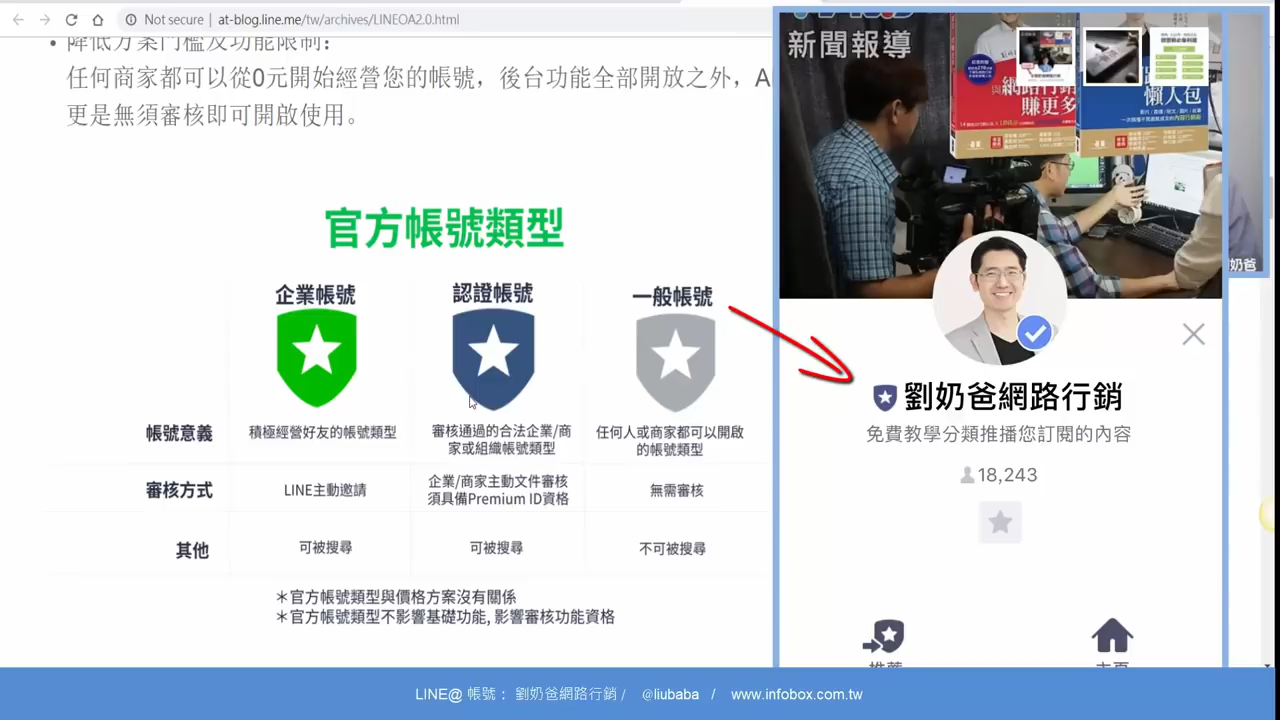 Not secure | at-blog.line.me/tw/archives/LINEOA2.0.html
• 降低方案門檻及功能限制：
任何商家都可以從0元開始經營您的帳號，後台功能全部開放之外，A
更是無須審核即可開啟使用。
官方帳號類型
企業帳號 認證帳號 一般帳號
帳號意義 積極經營好友的帳號類型 審核通過的合法企業/商 任何人或商家都可以開啟
家或組織帳號類型 的帳號類型
審核方式 LINE主動邀請 企業/商家主動文件審核 無需審核
須具備Premium ID資格
其他 可被搜尋 可被搜尋 不可被搜尋
＊官方帳號類型與價格方案沒有關係
＊官方帳號類型不影響基礎功能, 影響審核功能資格
新聞報導
網路行銷
賺更多
懶人包
奶爸
劉奶爸網路行銷
免費教學分類推播您訂閱的內容
18,243
推薦 主頁
LINE@ 帳號： 劉奶爸網路行銷 / @liubaba / www.infobox.com.tw